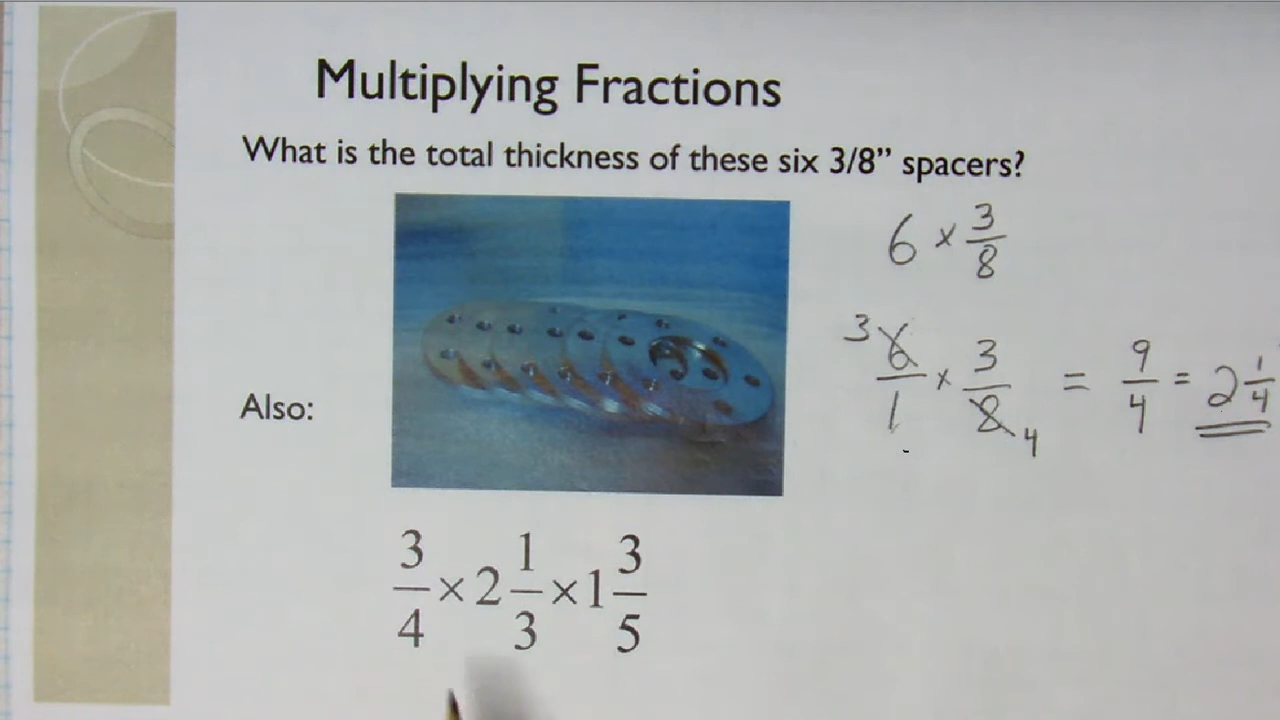 Multiplying Fractions
What is the total thickness of these six 3/8” spacers?
6 × 3/8
3 6/1 × 3/8 4 = 9/4 = 2 1/4
Also:
3/4 × 2 1/3 × 1 3/5